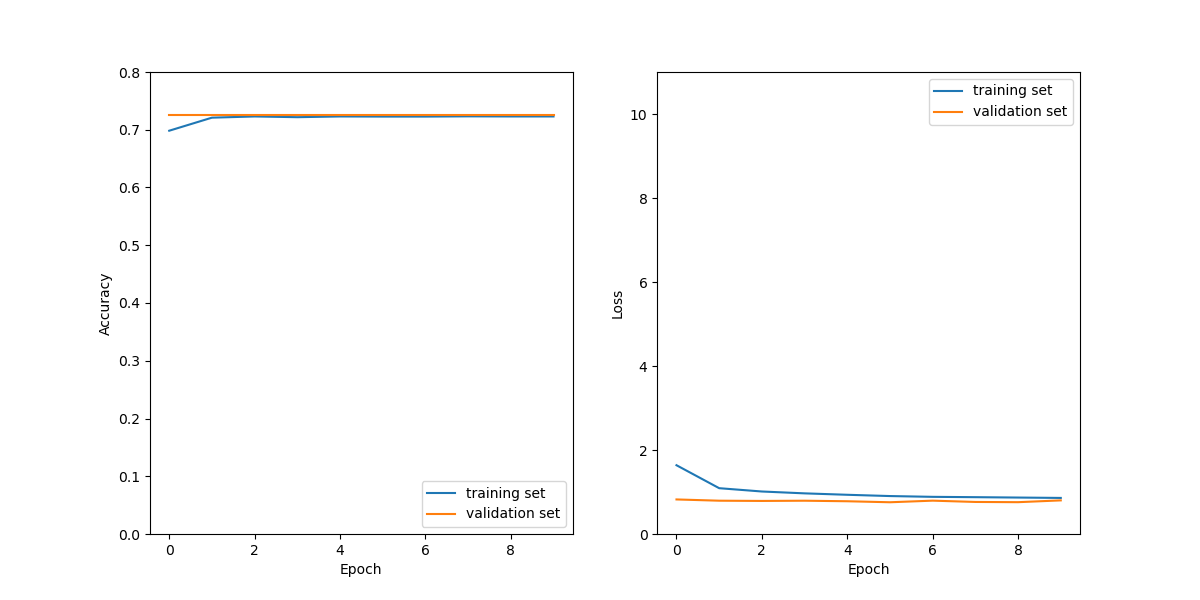 0.8
0.7
0.6
0.5
0.4
0.3
0.2
0.1
0.0
Accuracy
0 2 4 6 8
Epoch
training set
validation set
10
8
6
4
2
0
Loss
0 2 4 6 8
Epoch
training set
validation set